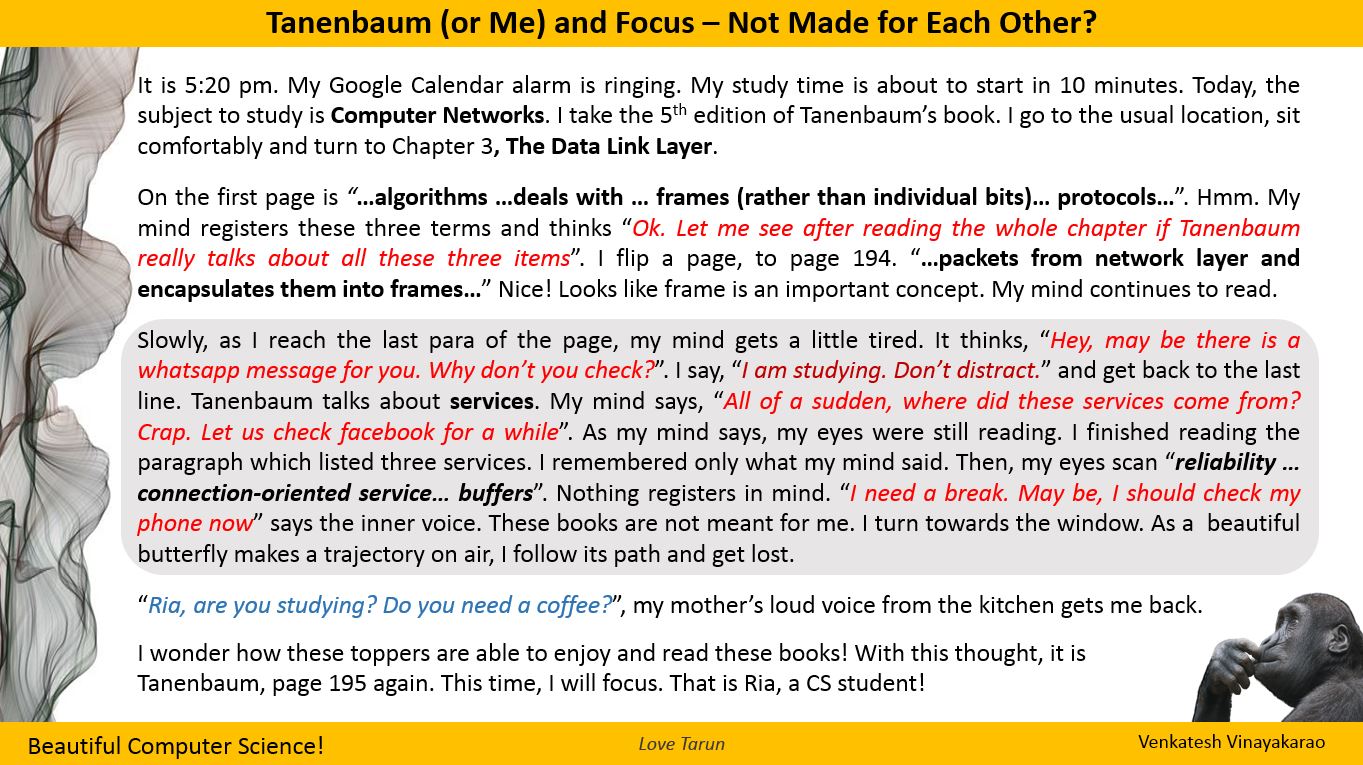 Tanenbaum (or Me) and Focus – Not Made for Each Other?
It is 5:20 pm. My Google Calendar alarm is ringing. My study time is about to start in 10 minutes. Today, the
subject to study is Computer Networks. I take the 5th edition of Tanenbaum’s book. I go to the usual location, sit
comfortably and turn to Chapter 3, The Data Link Layer.
On the first page is “…algorithms …deals with … frames (rather than individual bits)… protocols…”. Hmm. My
mind registers these three terms and thinks “Ok. Let me see after reading the whole chapter if Tanenbaum
really talks about all these three items”. I flip a page, to page 194. “…packets from network layer and
encapsulates them into frames…” Nice! Looks like frame is an important concept. My mind continues to read.
Slowly, as I reach the last para of the page, my mind gets a little tired. It thinks, “Hey, may be there is a
whatsapp message for you. Why don’t you check?”. I say, “I am studying. Don’t distract.” and get back to the last
line. Tanenbaum talks about services. My mind says, “All of a sudden, where did these services come from?
Crap. Let us check facebook for a while”. As my mind says, my eyes were still reading. I finished reading the
paragraph which listed three services. I remembered only what my mind said. Then, my eyes scan “reliability …
connection-oriented service… buffers”. Nothing registers in mind. “I need a break. May be, I should check my
phone now” says the inner voice. These books are not meant for me. I turn towards the window. As a beautiful
butterfly makes a trajectory on air, I follow its path and get lost.
“Ria, are you studying? Do you need a coffee?”, my mother’s loud voice from the kitchen gets me back.
I wonder how these toppers are able to enjoy and read these books! With this thought, it is
Tanenbaum, page 195 again. This time, I will focus. That is Ria, a CS student!
Beautiful Computer Science!
Love Tarun
Venkatesh Vinayakarao